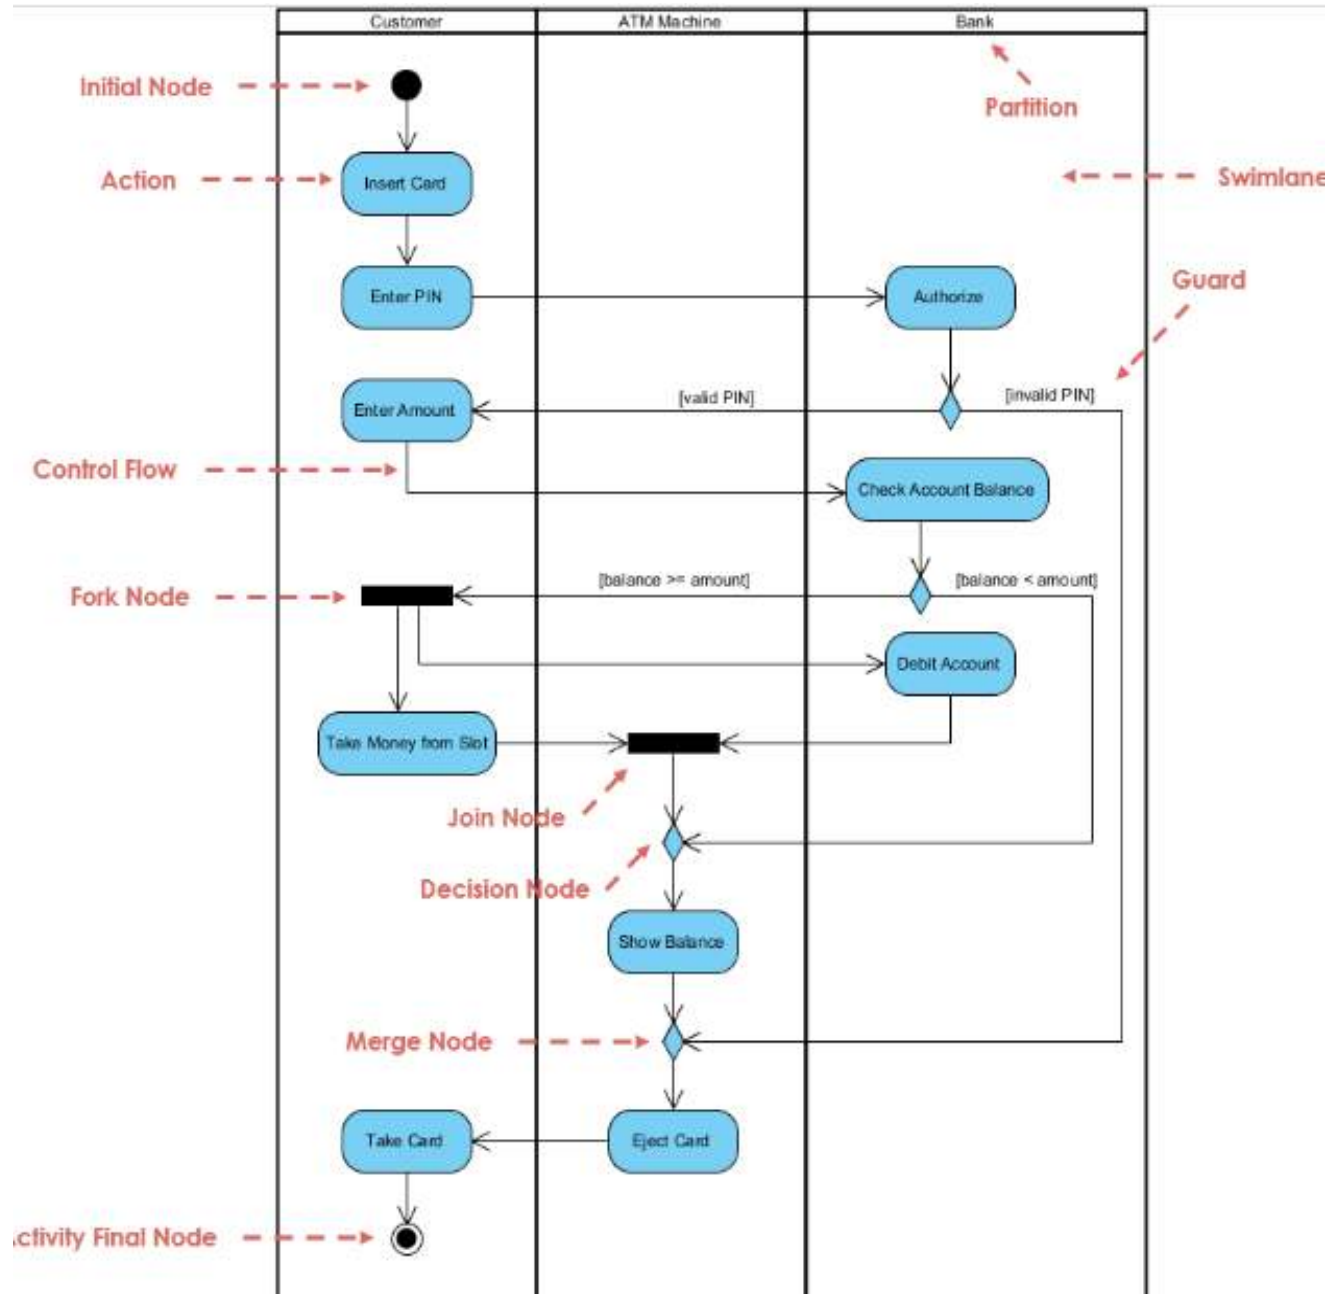 Customer
ATM Machine
Bank
Initial Node
Partition
Action
Insert Card
Swimlane
Enter PIN
Authorize
Guard
Enter Amount
[valid PIN]
[invalid PIN]
Control Flow
Check Account Balance
Fork Node
[balance >= amount]
[balance < amount]
Debit Account
Take Money from Slot
Join Node
Decision Node
Show Balance
Merge Node
Take Card
Eject Card
ctivity Final Node